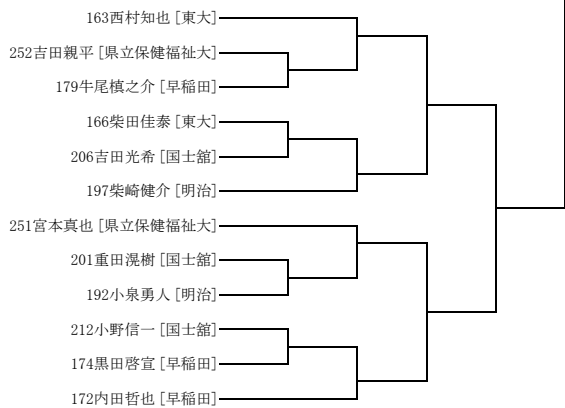 163西村知也 [東大]
252吉田親平 [県立保健福祉大]
179牛尾槙之介 [早稲田]
166柴田佳泰 [東大]
206吉田光希 [国士舘]
197柴崎健介 [明治]
251宮本真也 [県立保健福祉大]
201重田滉樹 [国士舘]
192小泉勇人 [明治]
212小野信一 [国士舘]
174黒田啓宣 [早稲田]
172内田哲也 [早稲田]